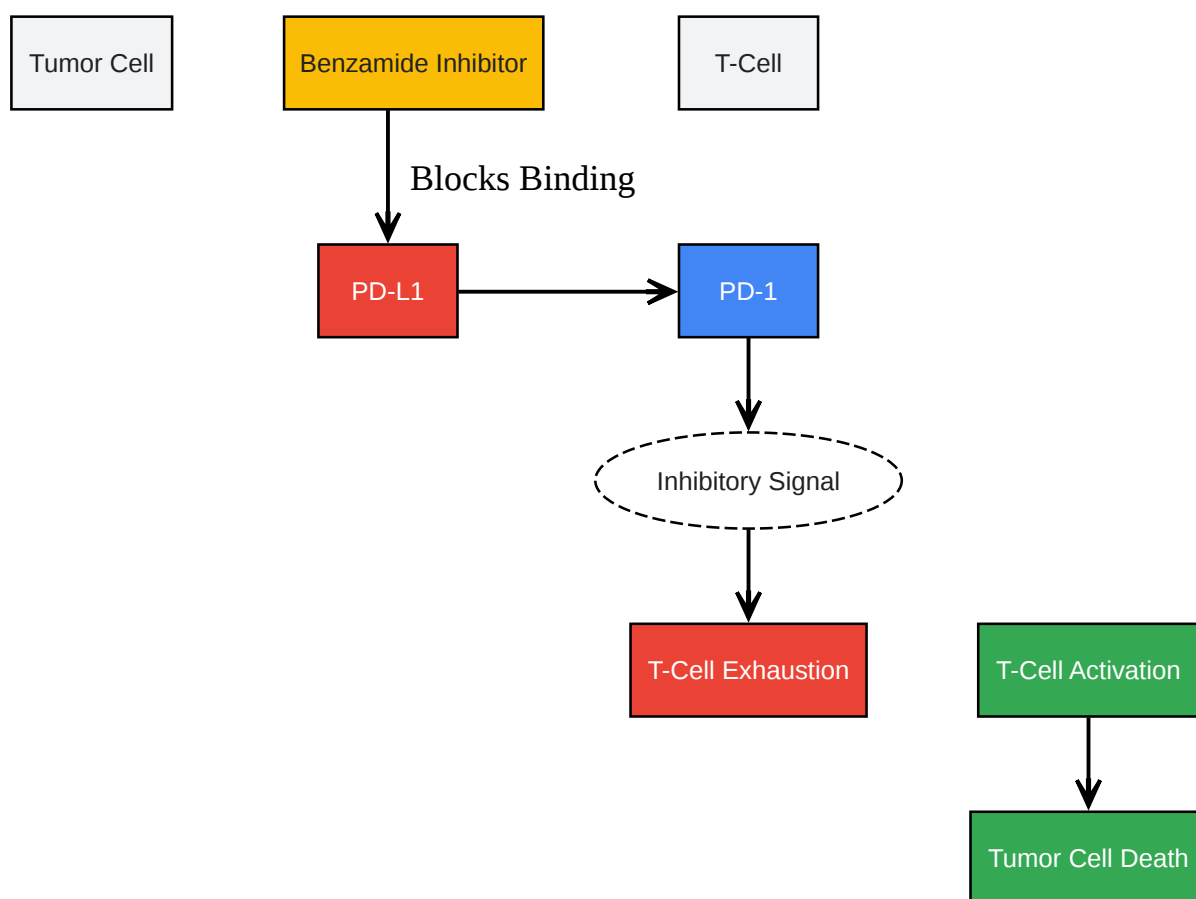 Tumor Cell
Benzamide Inhibitor
T-Cell
Blocks Binding
PD-L1
PD-1
Inhibitory Signal
T-Cell Exhaustion
T-Cell Activation
Tumor Cell Death